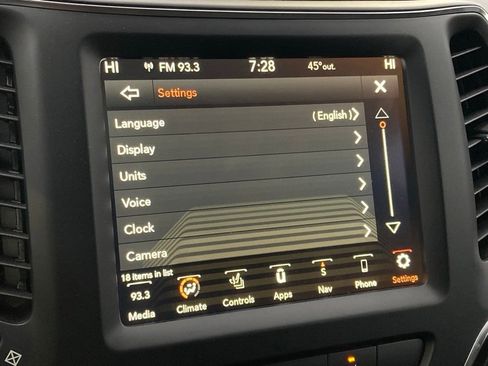 HI FM 93.3 7:28 45°out. HI
Settings
Language (English)
Display
Units
Voice
Clock
Camera
18 items in list
93.3
Media Climate Controls Apps Nav Phone Settings